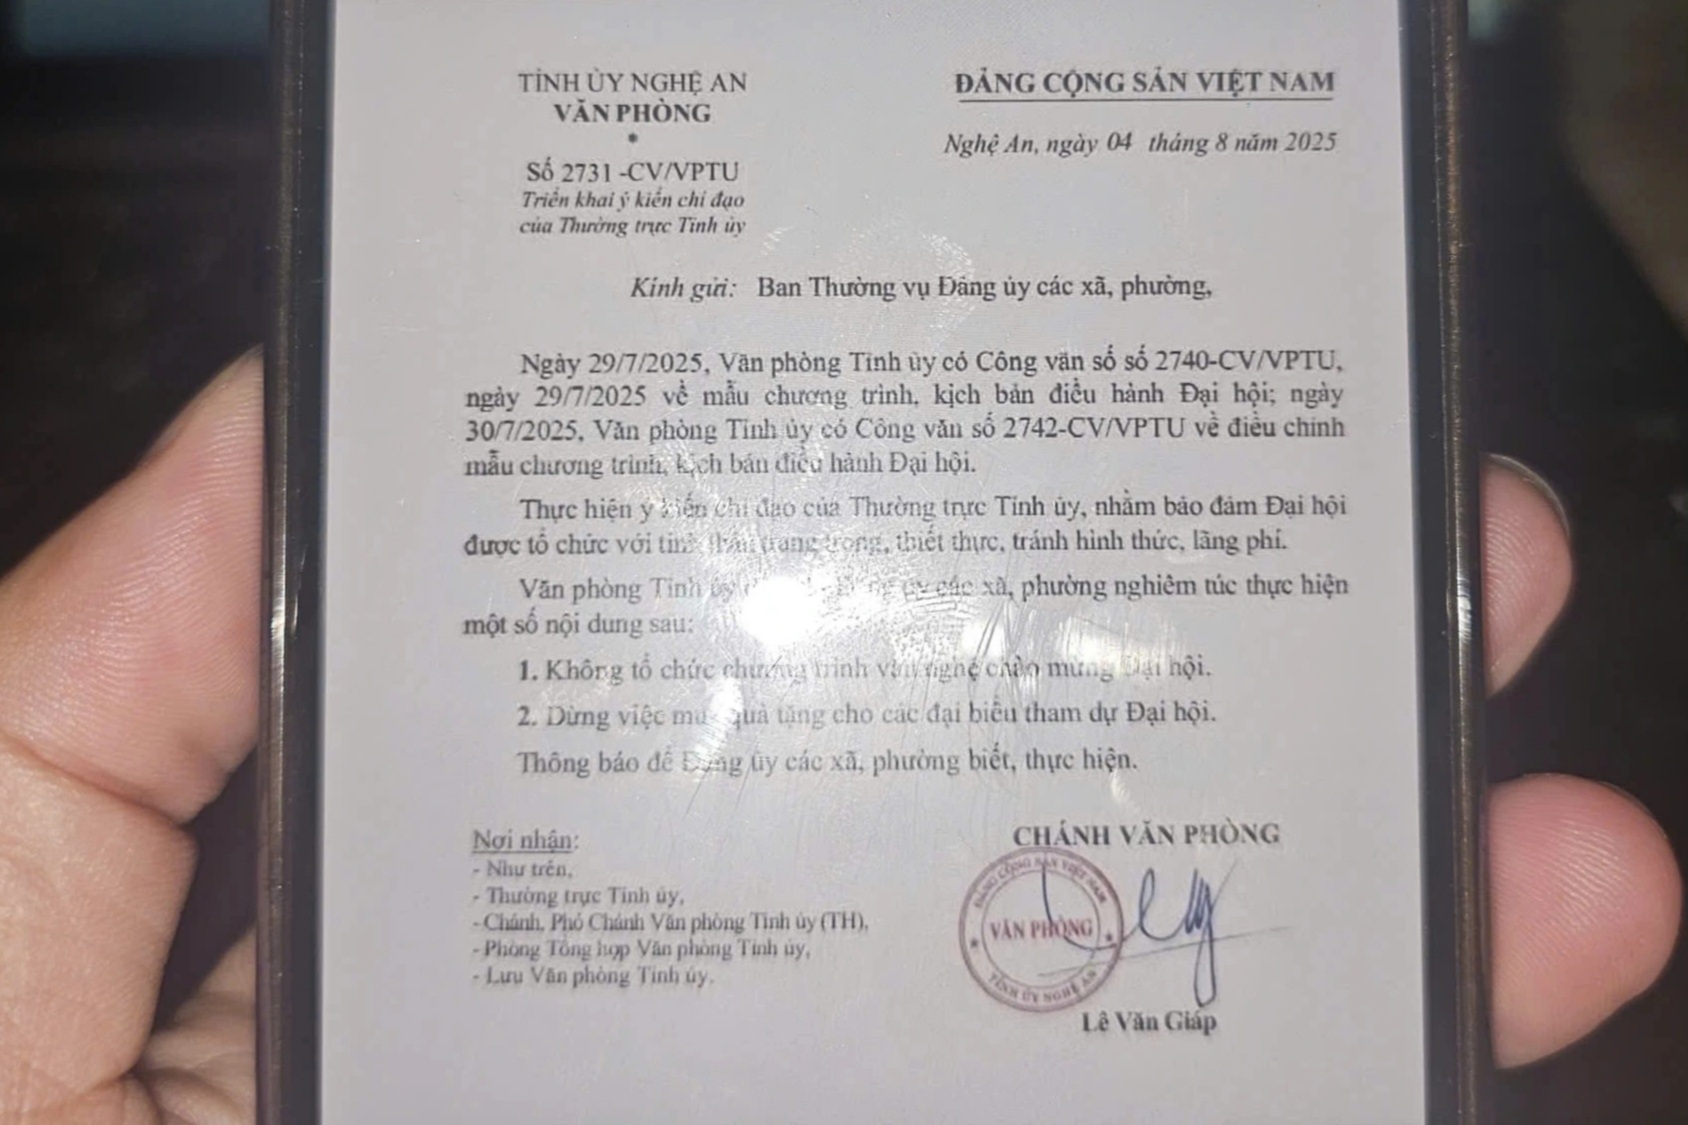 TỈNH ỦY NGHỆ AN
VĂN PHÒNG
*
Số 2731 -CV/VPTU
Triển khai ý kiến chỉ đạo
của Thường trực Tỉnh ủy
ĐẢNG CỘNG SẢN VIỆT NAM
Nghệ An, ngày 04 tháng 8 năm 2025
Kính gửi: Ban Thường vụ Đảng ủy các xã, phường,
Ngày 29/7/2025, Văn phòng Tỉnh ủy có Công văn số số 2740-CV/VPTU,
ngày 29/7/2025 về mẫu chương trình, kịch bản điều hành Đại hội; ngày
30/7/2025, Văn phòng Tỉnh ủy có Công văn số 2742-CV/VPTU về điều chỉnh
mẫu chương trình, kịch bản điều hành Đại hội.
Thực hiện ý kiến chỉ đạo của Thường trực Tỉnh ủy, nhằm bảo đảm Đại hội
được tổ chức với tinh thần trang trọng, thiết thực, tránh hình thức, lãng phí.
Văn phòng Tỉnh ủy ủy các xã, phường nghiêm túc thực hiện
một số nội dung sau:
1. Không tổ chức chương trình văn nghệ chào mừng Đại hội.
2. Dừng việc mua quà tặng cho các đại biểu tham dự Đại hội.
Thông báo để Đảng ủy các xã, phường biết, thực hiện.
Nơi nhận:
- Như trên,
- Thường trực Tỉnh ủy,
- Chánh, Phó Chánh Văn phòng Tỉnh ủy (TH),
- Phòng Tổng hợp Văn phòng Tỉnh ủy,
- Lưu Văn phòng Tỉnh ủy.
CHÁNH VĂN PHÒNG
ĐẢNG CỘNG SẢN VIỆT NAM
VĂN PHÒNG
TỈNH ỦY NGHỆ AN
Lê Văn Giáp